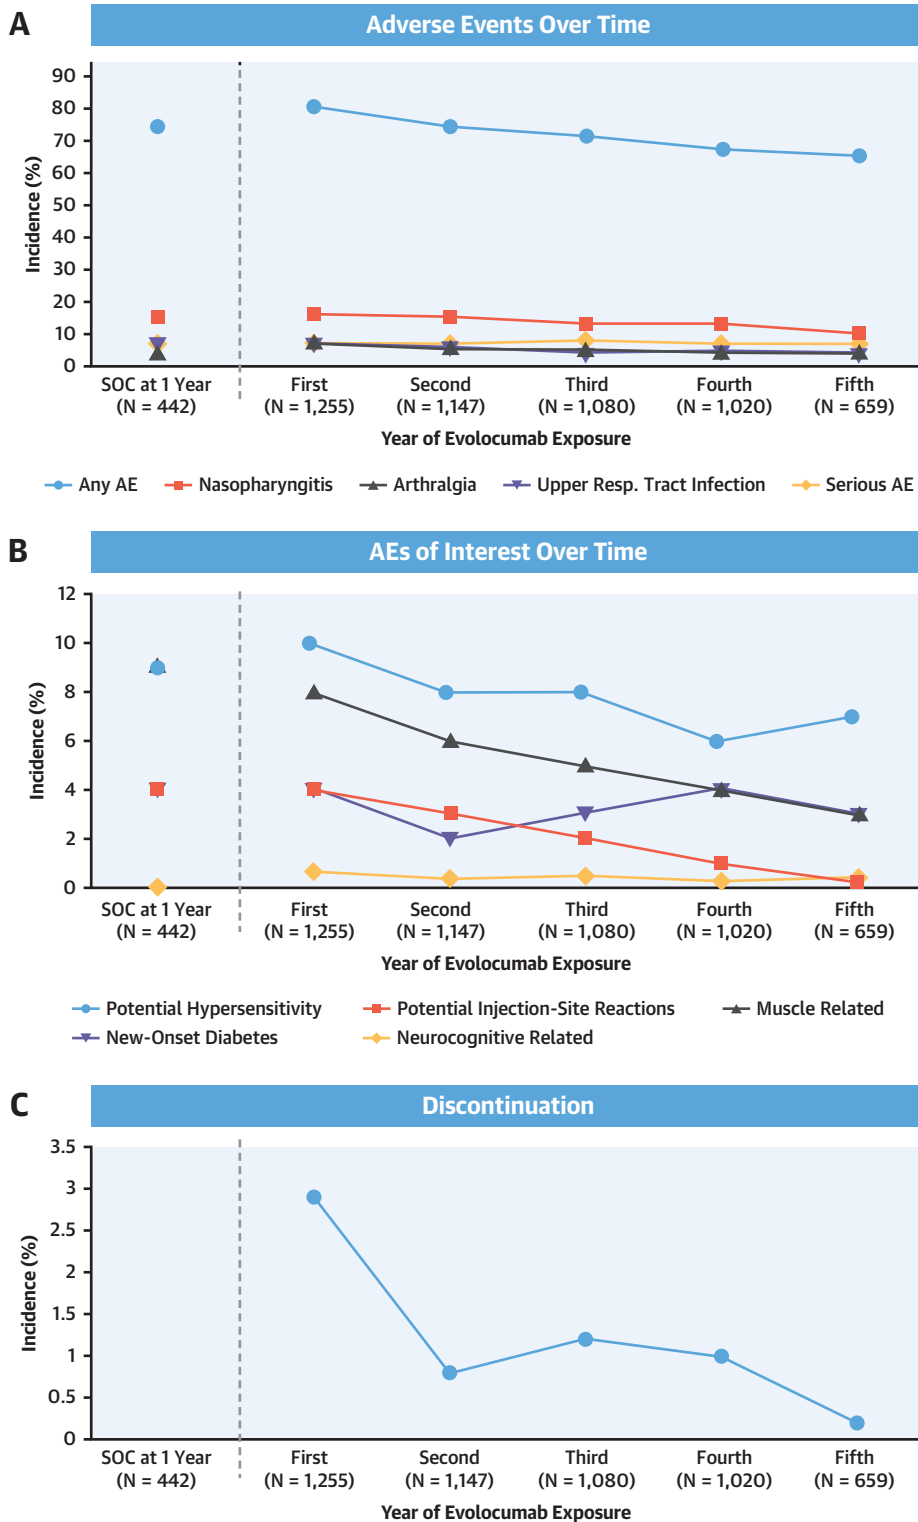 A
Adverse Events Over Time
Incidence (%)
90
80
70
60
50
40
30
20
10
0
SOC at 1 Year First Second Third Fourth Fifth
(N = 442) (N = 1,255) (N = 1,147) (N = 1,080) (N = 1,020) (N = 659)
Year of Evolocumab Exposure
Any AE Nasopharyngitis Arthralgia Upper Resp. Tract Infection Serious AE
B
AEs of Interest Over Time
Incidence (%)
12
10
8
6
4
2
0
SOC at 1 Year First Second Third Fourth Fifth
(N = 442) (N = 1,255) (N = 1,147) (N = 1,080) (N = 1,020) (N = 659)
Year of Evolocumab Exposure
Potential Hypersensitivity Potential Injection-Site Reactions Muscle Related
New-Onset Diabetes Neurocognitive Related
C
Discontinuation
Incidence (%)
3.5
3
2.5
2
1.5
1
0.5
0
SOC at 1 Year First Second Third Fourth Fifth
(N = 442) (N = 1,255) (N = 1,147) (N = 1,080) (N = 1,020) (N = 659)
Year of Evolocumab Exposure